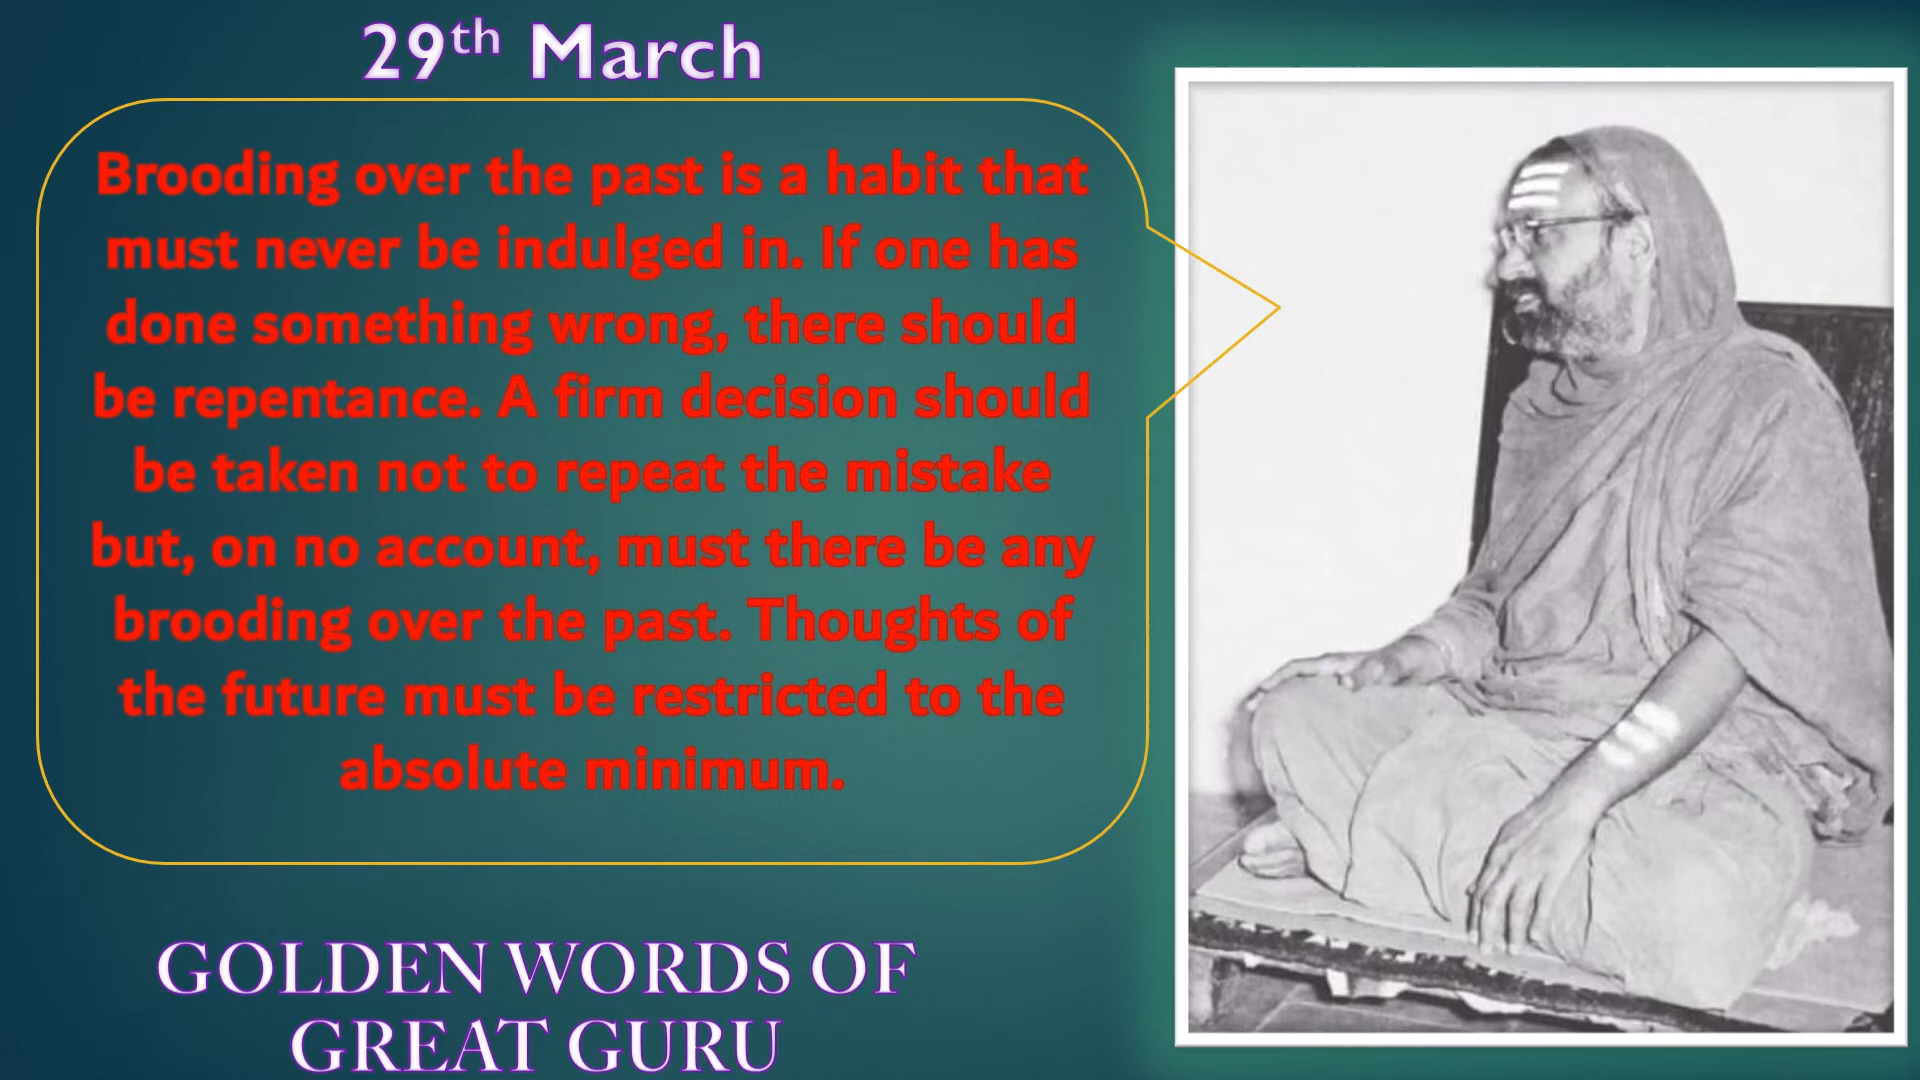 29th March
Brooding over the past is a habit that
must never be indulged in. If one has
done something wrong, there should
be repentance. A firm decision should
be taken not to repeat the mistake
but, on no account, must there be any
brooding over the past. Thoughts of
the future must be restricted to the
absolute minimum.
GOLDEN WORDS OF
GREAT GURU